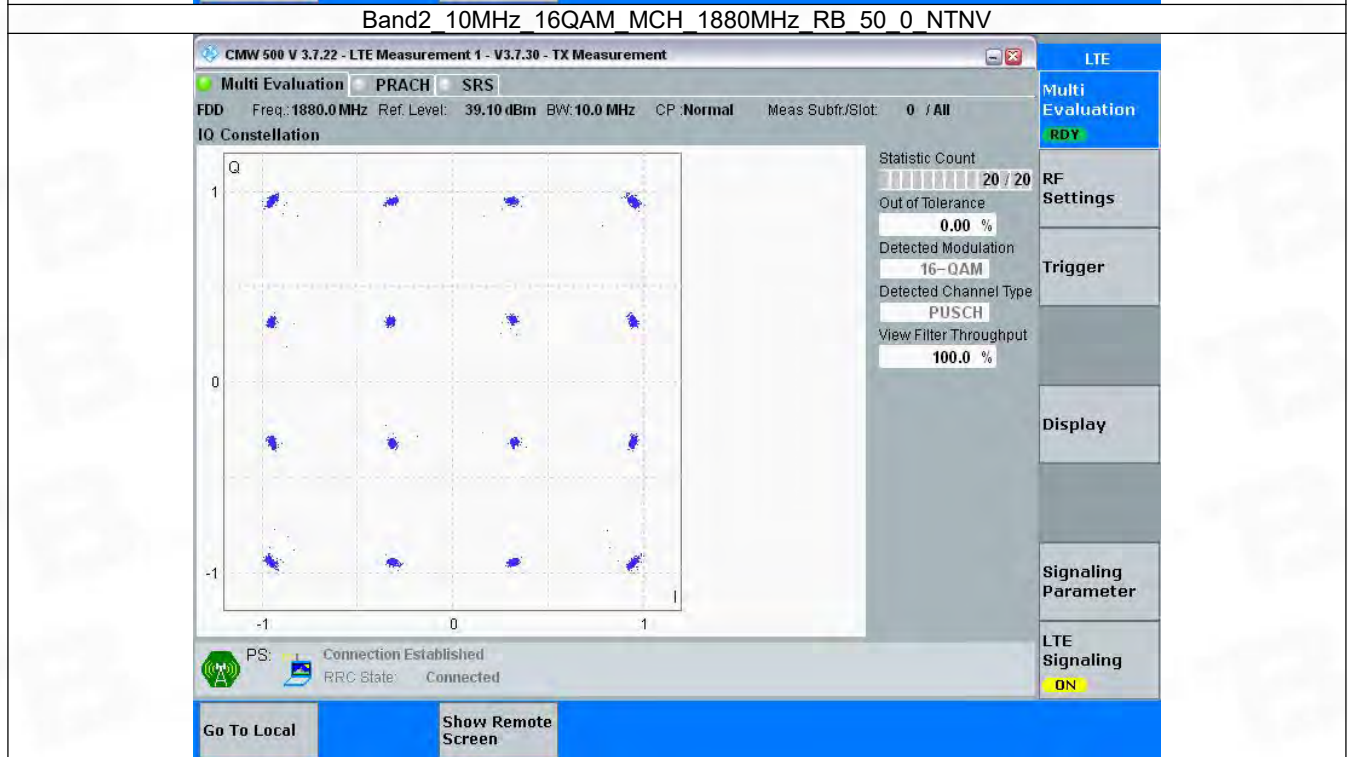 Band2_10MHz_16QAM_MCH_1880MHz_RB_50_0_NTNV
CMW 500 V 3.7.22 - LTE Measurement 1 - V3.7.30 - TX Measurement
LTE
Multi Evaluation PRACH SRS
Multi
Evaluation
RDY
FDD Freq.: 1880.0 MHz Ref. Level: 39.10 dBm BW: 10.0 MHz CP :Normal Meas Subfr./Slot: 0 / All
IQ Constellation
Q
1
0
-1
-1 0 1
I
Statistic Count
20 / 20
Out of Tolerance
0.00 %
Detected Modulation
16-QAM
Detected Channel Type
PUSCH
View Filter Throughput
100.0 %
RF
Settings
Trigger
Display
Signaling
Parameter
LTE
Signaling
ON
PS: Connection Established
RRC State: Connected
Go To Local
Show Remote
Screen